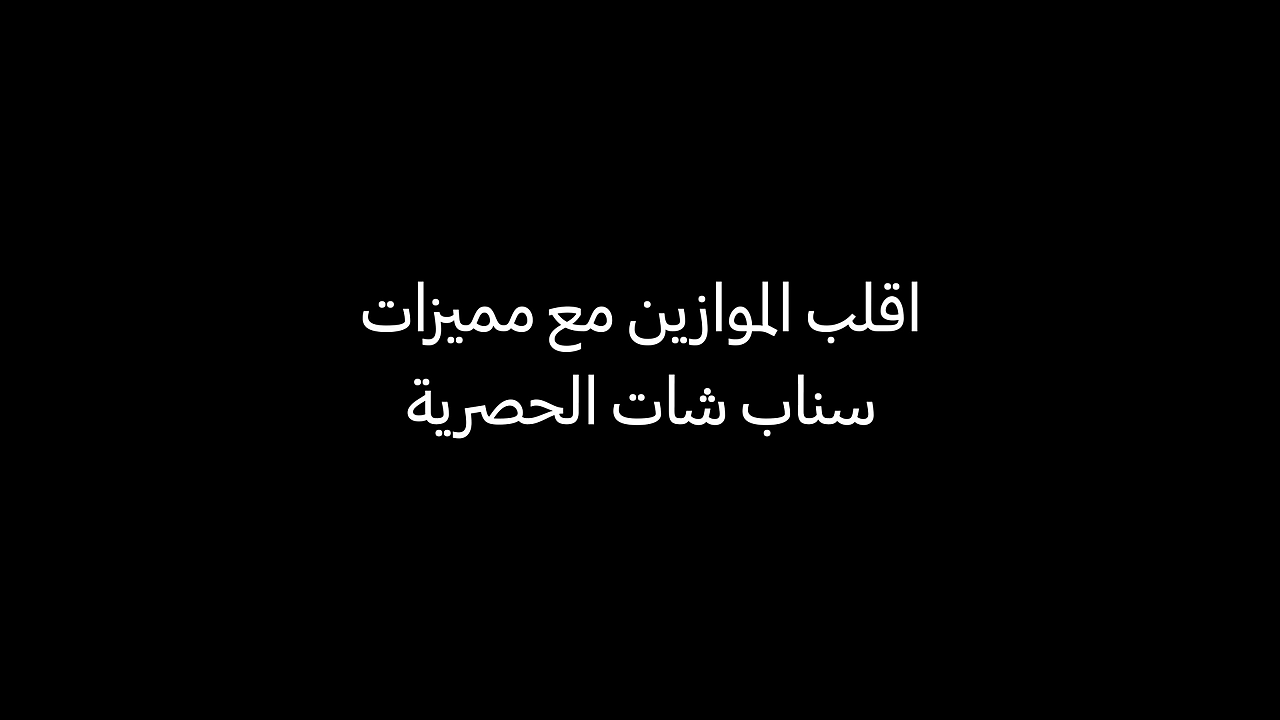 اقلب الموازين مع مميزات
سناب شات الحصرية